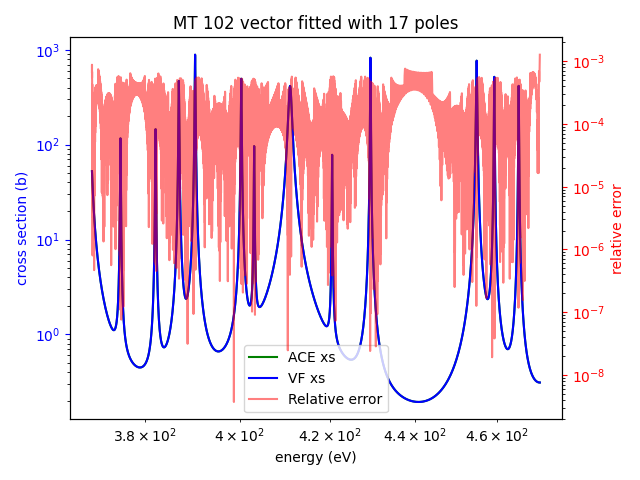 MT 102 vector fitted with 17 poles
10³
10²
10¹
10⁰
cross section (b)
10⁻³
10⁻⁴
10⁻⁵
10⁻⁶
10⁻⁷
10⁻⁸
relative error
ACE xs
VF xs
Relative error
3.8 × 10² 4 × 10² 4.2 × 10² 4.4 × 10² 4.6 × 10²
energy (eV)